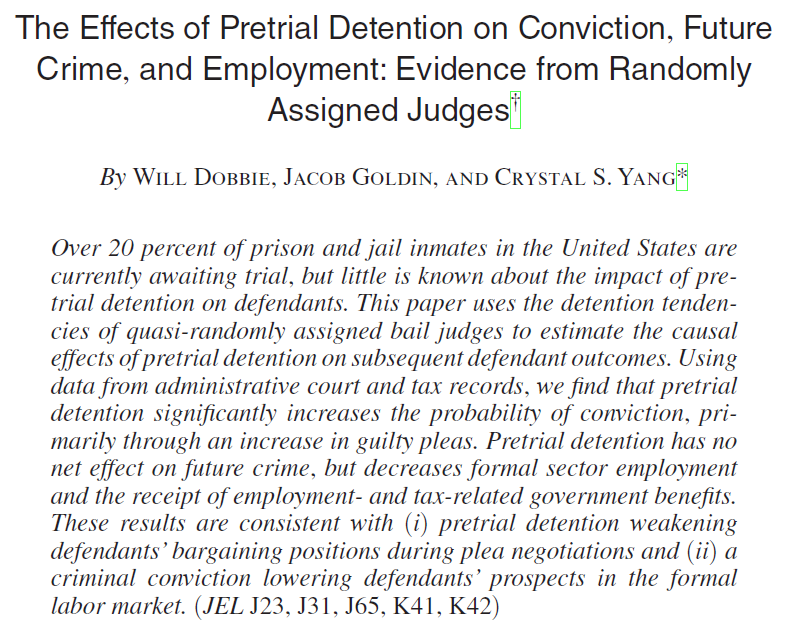 The Effects of Pretrial Detention on Conviction, Future
Crime, and Employment: Evidence from Randomly
Assigned Judges†
By Will Dobbie, Jacob Goldin, and Crystal S. Yang*
Over 20 percent of prison and jail inmates in the United States are
currently awaiting trial, but little is known about the impact of pre-
trial detention on defendants. This paper uses the detention tenden-
cies of quasi-randomly assigned bail judges to estimate the causal
effects of pretrial detention on subsequent defendant outcomes. Using
data from administrative court and tax records, we find that pretrial
detention significantly increases the probability of conviction, pri-
marily through an increase in guilty pleas. Pretrial detention has no
net effect on future crime, but decreases formal sector employment
and the receipt of employment- and tax-related government benefits.
These results are consistent with (i) pretrial detention weakening
defendants' bargaining positions during plea negotiations and (ii) a
criminal conviction lowering defendants' prospects in the formal
labor market. (JEL J23, J31, J65, K41, K42)